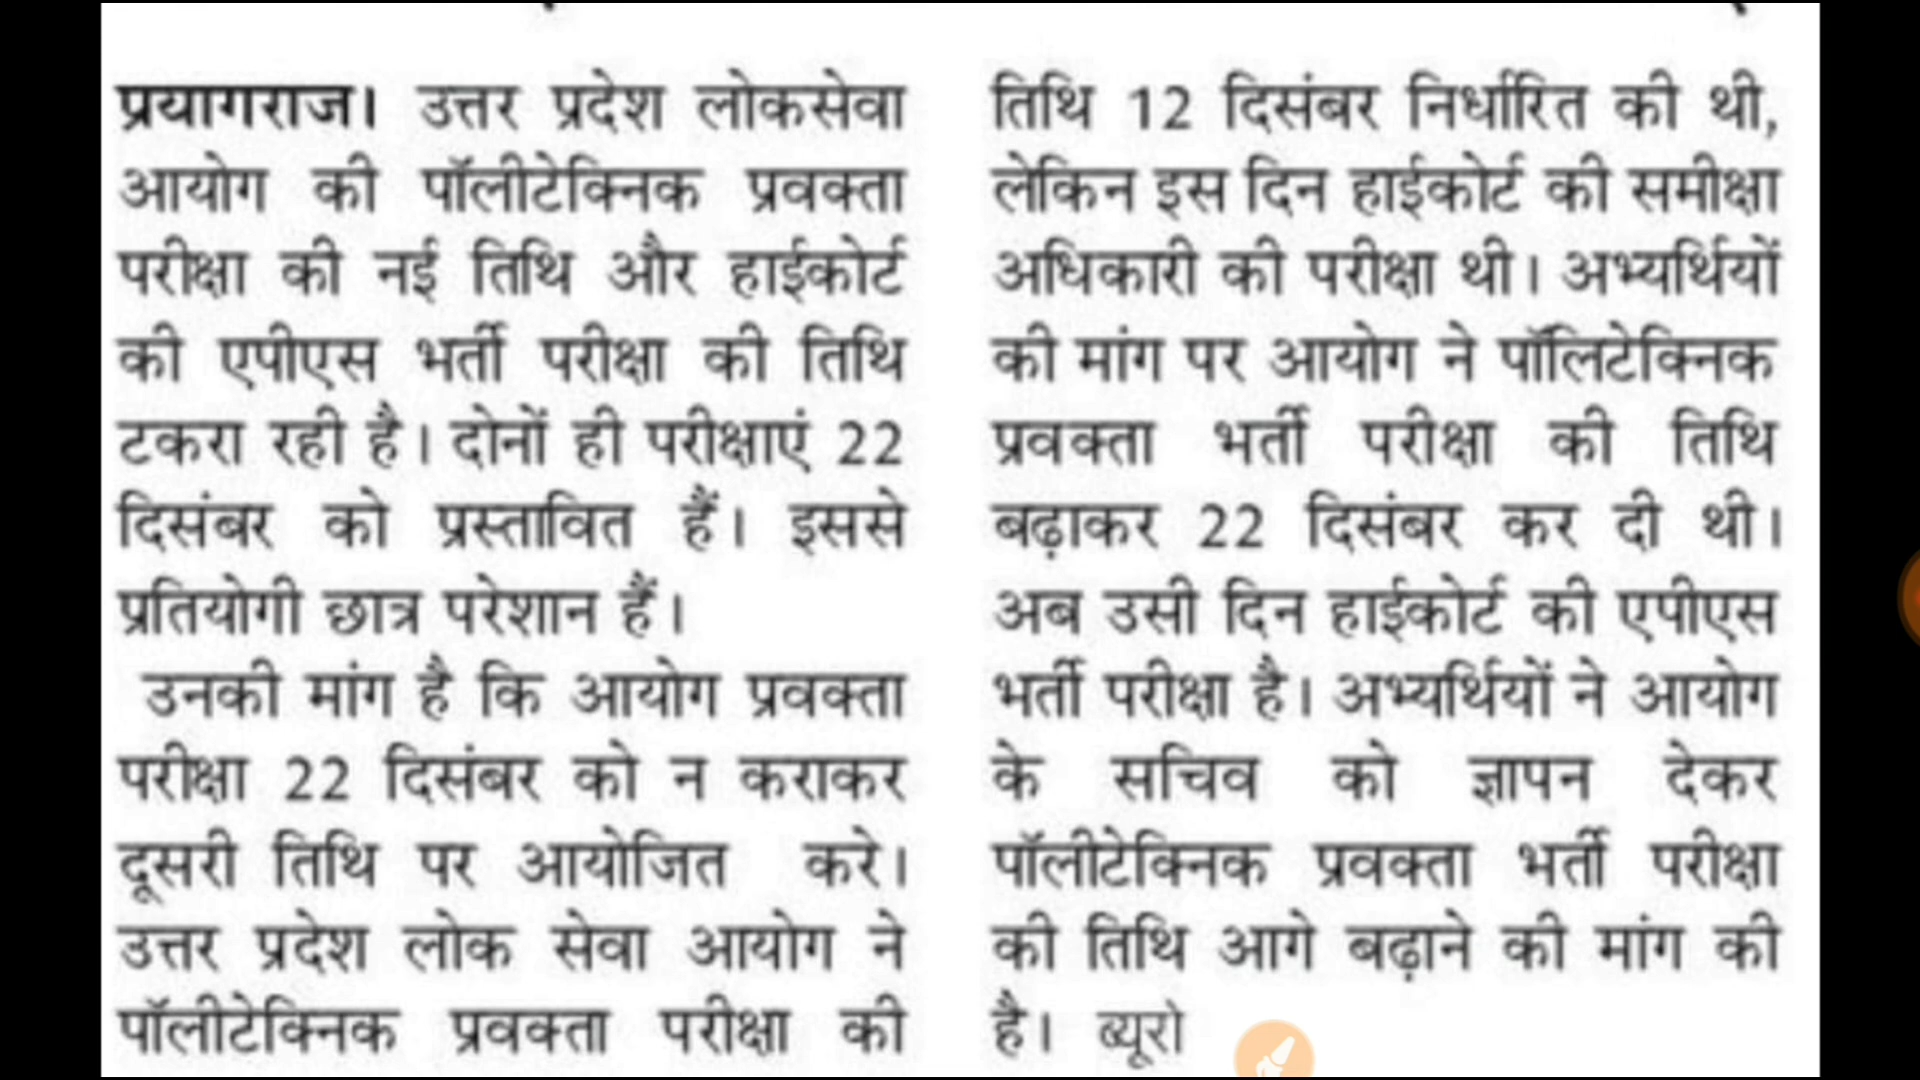 प्रयागराज। उत्तर प्रदेश लोकसेवा
आयोग की पॉलीटेक्निक प्रवक्ता
परीक्षा की नई तिथि और हाईकोर्ट
की एपीएस भर्ती परीक्षा की तिथि
टकरा रही है। दोनों ही परीक्षाएं 22
दिसंबर को प्रस्तावित हैं। इससे
प्रतियोगी छात्र परेशान हैं।
उनकी मांग है कि आयोग प्रवक्ता
परीक्षा 22 दिसंबर को न कराकर
दूसरी तिथि पर आयोजित करे।
उत्तर प्रदेश लोक सेवा आयोग ने
पॉलीटेक्निक प्रवक्ता परीक्षा की
तिथि 12 दिसंबर निर्धारित की थी,
लेकिन इस दिन हाईकोर्ट की समीक्षा
अधिकारी की परीक्षा थी। अभ्यर्थियों
की मांग पर आयोग ने पॉलिटेक्निक
प्रवक्ता भर्ती परीक्षा की तिथि
बढ़ाकर 22 दिसंबर कर दी थी।
अब उसी दिन हाईकोर्ट की एपीएस
भर्ती परीक्षा है। अभ्यर्थियों ने आयोग
के सचिव को ज्ञापन देकर
पॉलीटेक्निक प्रवक्ता भर्ती परीक्षा
की तिथि आगे बढ़ाने की मांग की
है। ब्यूरो